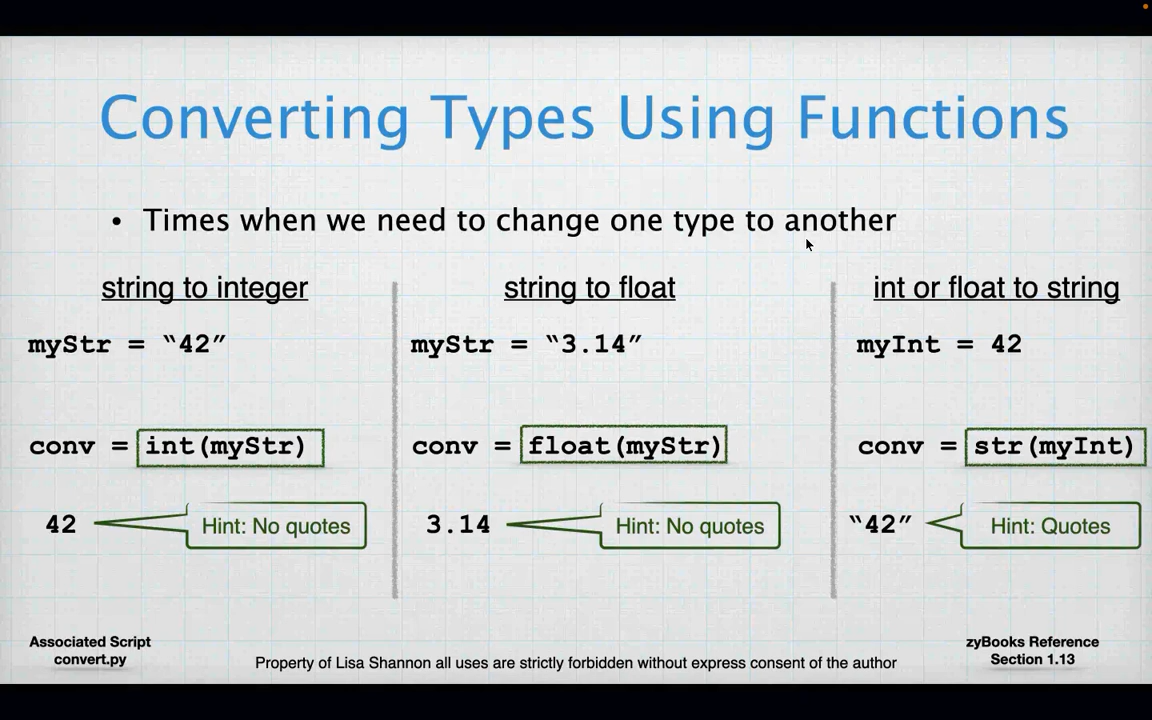 Converting Types Using Functions
• Times when we need to change one type to another
string to integer
myStr = “42”
conv = int(myStr)
42
Hint: No quotes
string to float
myStr = “3.14”
conv = float(myStr)
3.14
Hint: No quotes
int or float to string
myInt = 42
conv = str(myInt)
“42”
Hint: Quotes
Associated Script
convert.py
Property of Lisa Shannon all uses are strictly forbidden without express consent of the author
zyBooks Reference
Section 1.13